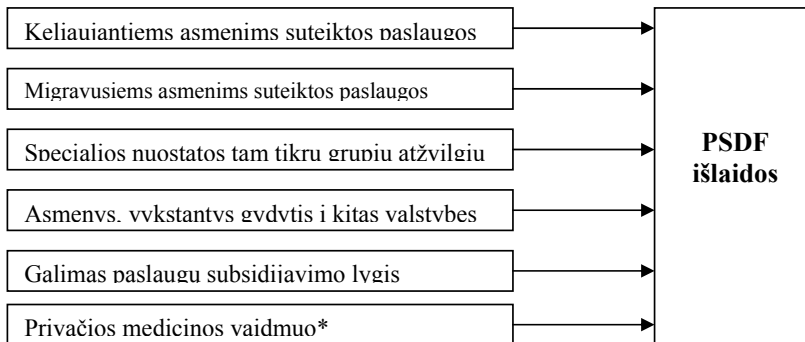 Keliaujantiems asmenims suteiktos paslaugos
Migravusiems asmenims suteiktos paslaugos
Specialios nuostatos tam tikrų grupių atžvilgiu
Asmenys, vykstantys gydytis į kitas valstybes
Galimas paslaugų subsidijavimo lygis
Privačios medicinos vaidmuo*
PSDF
išlaidos